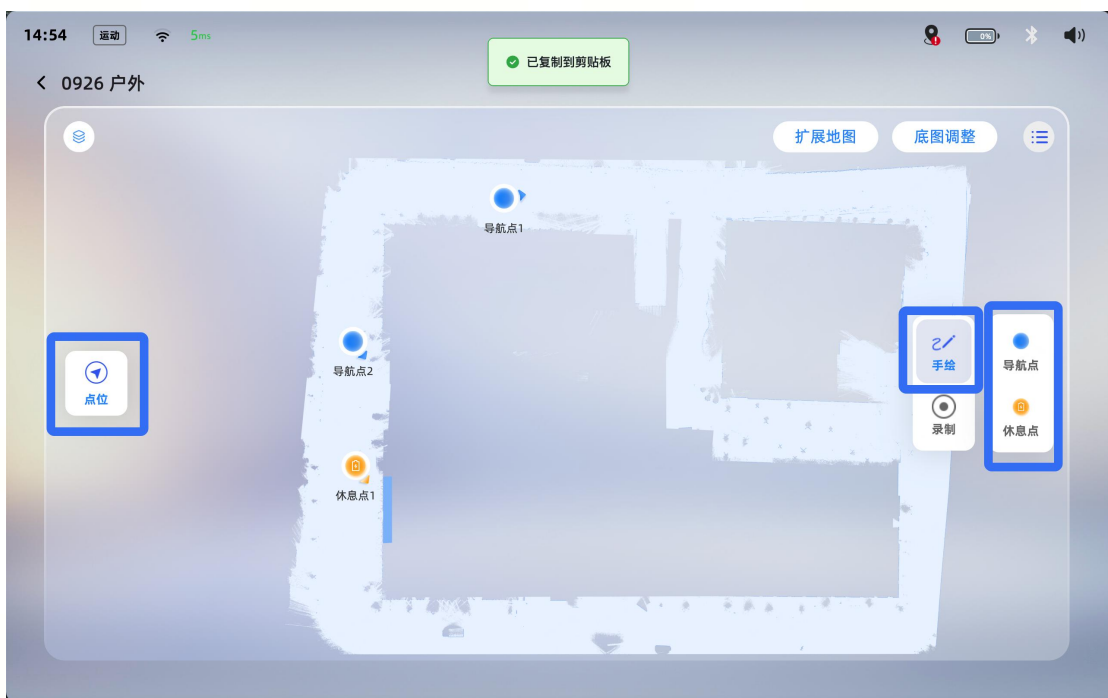 14:54 运动 5ms 0%
已复制到剪贴板
0926 户外
扩展地图 底图调整
导航点1
导航点2
休息点1
点位
手绘
录制
导航点
休息点